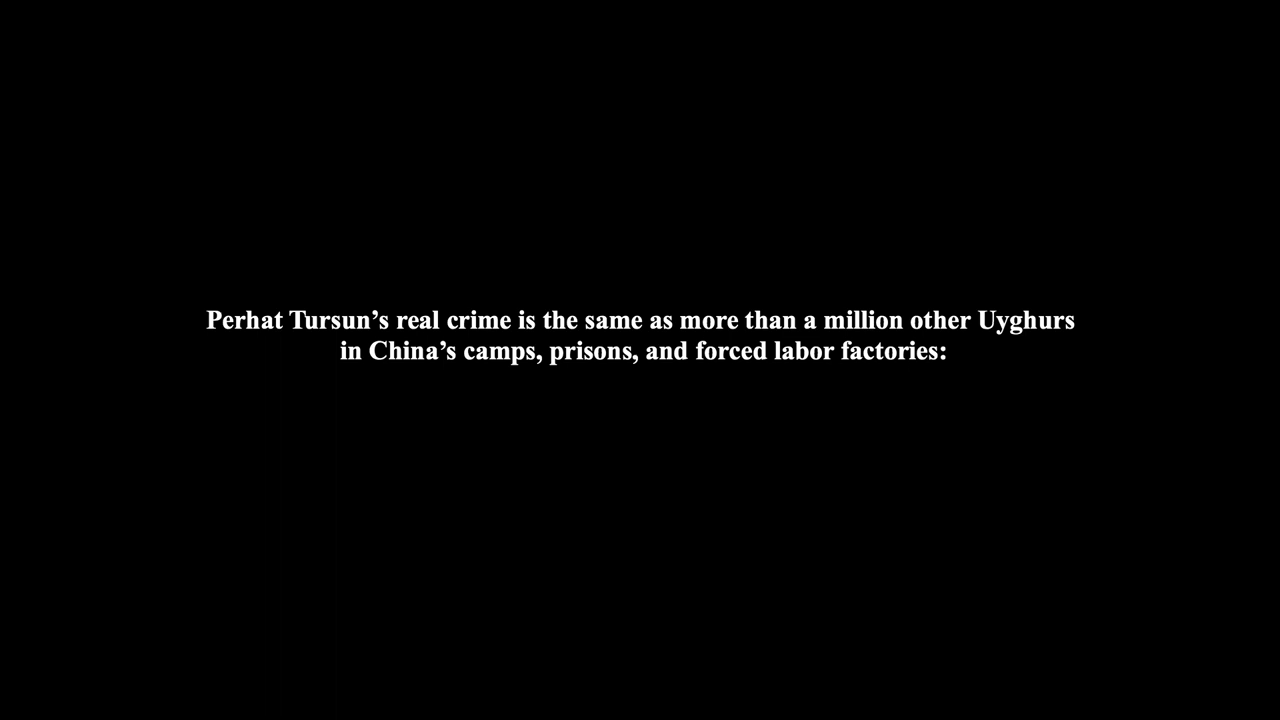 Perhat Tursun’s real crime is the same as more than a million other Uyghurs
in China’s camps, prisons, and forced labor factories: